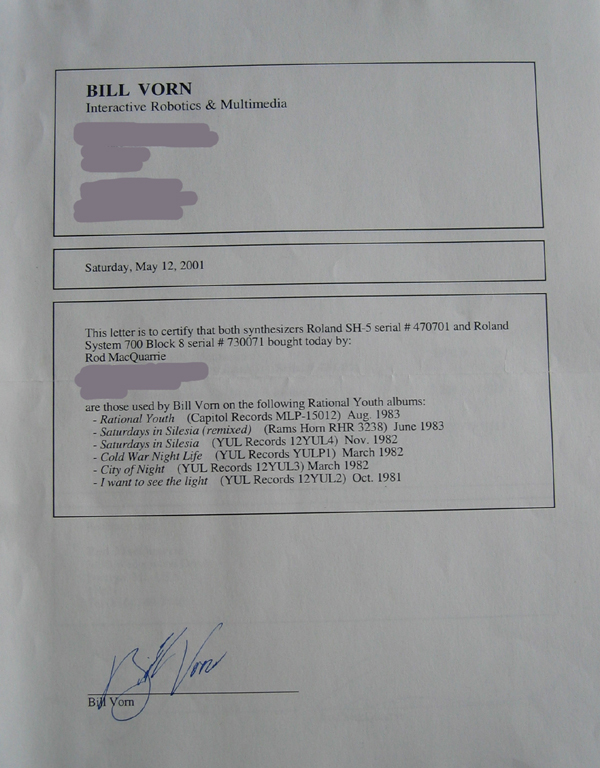 BILL VORN
Interactive Robotics & Multimedia
Saturday, May 12, 2001
This letter is to certify that both synthesizers Roland SH-5 serial # 470701 and Roland
System 700 Block 8 serial # 730071 bought today by:
Rod MacQuarrie
are those used by Bill Vorn on the following Rational Youth albums:
- Rational Youth (Capitol Records MLP-15012) Aug. 1983
- Saturdays in Silesia (remixed) (Rams Horn RHR 3238) June 1983
- Saturdays in Silesia (YUL Records 12YUL4) Nov. 1982
- Cold War Night Life (YUL Records YULP1) March 1982
- City of Night (YUL Records 12YUL3) March 1982
- I want to see the light (YUL Records 12YUL2) Oct. 1981
Bill Vorn
Bill Vorn